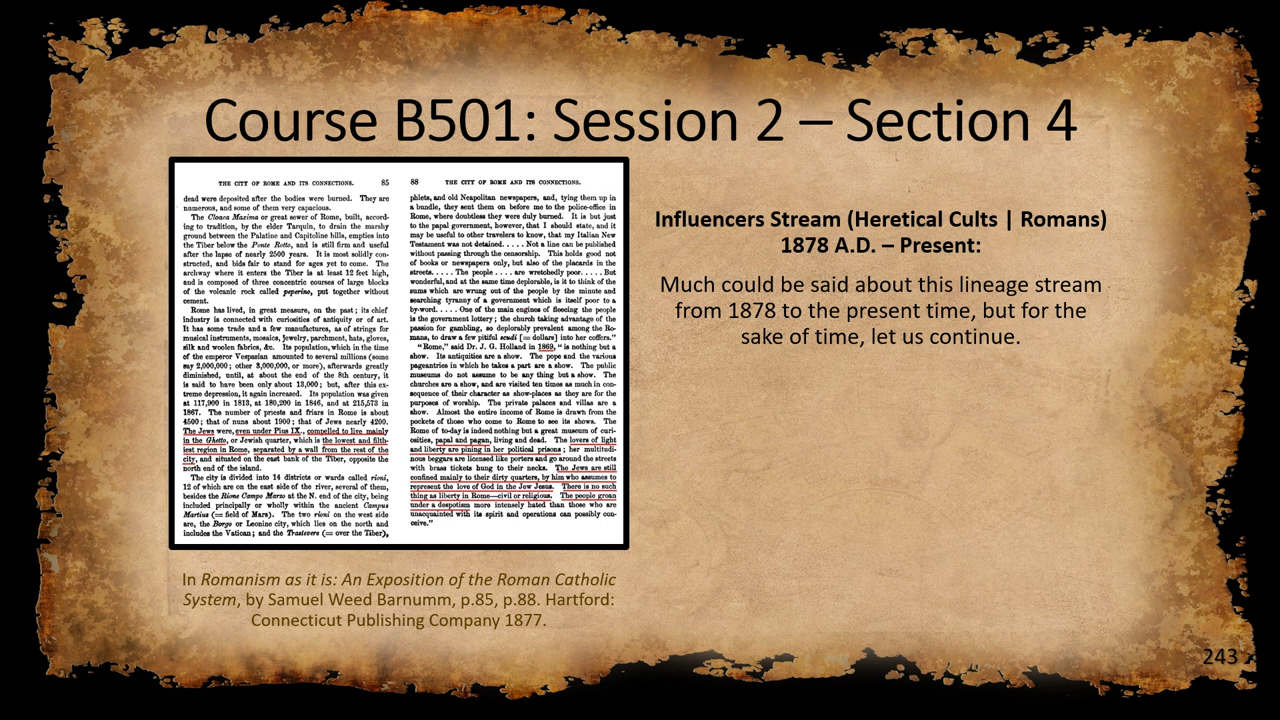 Course B501: Session 2 – Section 4
THE CITY OF ROME AND ITS CONNECTIONS. 85
dead were deposited after the bodies were burned. They are
numerous, and some of them very capacious.
The Cloaca Maxima or great sewer of Rome, built, accord-
ing to tradition, by the elder Tarquin, to drain the marshy
ground between the Palatine and Capitoline hills, empties into
the Tiber below the Ponte Rotto, and is still firm and useful
after the lapse of nearly 2500 years. It is most solidly con-
structed, and bids fair to stand for ages yet to come. The
archway where it enters the Tiber is at least 12 feet high,
and is composed of three concentric courses of large blocks
of the volcanic rock called peperino, put together without
cement.
Rome has lived, in great measure, on the past; its chief
industry is connected with curiosities of antiquity or of art.
It has some trade and a few manufactures, as of strings for
musical instruments, mosaics, jewelry, parchment, hats, gloves,
silk and woolen fabrics, &c. Its population, which in the time
of the emperor Vespasian amounted to several millions (some
say 2,000,000; other 3,000,000, or more), afterwards greatly
diminished, until, at about the end of the 8th century, it
is said to have been only about 13,000; but, after this ex-
treme depression, it again increased. Its population was given
at 117,900 in 1813, at 180,200 in 1846, and at 215,573 in
1867. The number of priests and friars in Rome is about
4500; that of nuns about 1900; that of Jews nearly 4200.
The Jews were, even under Pius IX., compelled to live mainly
in the Ghetto, or Jewish quarter, which is the lowest and filth-
iest region in Rome, separated by a wall from the rest of the
city, and situated on the east bank of the Tiber, opposite the
north end of the island.
The city is divided into 14 districts or wards called rioni,
12 of which are on the east side of the river, several of them,
besides the Rione Campo Marzo at the N. end of the city, being
included principally or wholly within the ancient Campus
Martius (= field of Mars). The two rioni on the west side
are, the Borgo or Leonine city, which lies on the north and
includes the Vatican; and the Trastevere (= over the Tiber),
88 THE CITY OF ROME AND ITS CONNECTIONS.
phlets, and old Neapolitan newspapers, and, tying them up in
a bundle, they sent them on before me to the police-office in
Rome, where doubtless they were duly burned. It is but just
to the papal government, however, that I should state, and it
may be useful to other travelers to know, that my Italian New
Testament was not detained. . . . . Not a line can be published
without passing through the censorship. This holds good not
of books or newspapers only, but also of the placards in the
streets. . . . . The people . . . . are wretchedly poor. . . . . But
wonderful, and at the same time deplorable, is it to think of the
sums which are wrung out of the people by the minute and
searching tyranny of a government which is itself poor to a
by-word. . . . . One of the main engines of fleecing the people
is the government lottery; the church taking advantage of the
passion for gambling, so deplorably prevalent among the Ro-
mans, to draw a few pitiful scudi [= dollars] into her coffers."
"Rome," said Dr. J. G. Holland in 1869, "is nothing but a
show. Its antiquities are a show. The pope and the various
pageantries in which he takes a part are a show. The public
museums do not assume to be any thing but a show. The
churches are a show, and are visited ten times as much in con-
sequence of their character as show-places as they are for the
purposes of worship. The private palaces and villas are a
show. Almost the entire income of Rome is drawn from the
pockets of those who come to Rome to see its shows. The
Rome of to-day is indeed nothing but a great museum of curi-
osities, papal and pagan, living and dead. The lovers of light
and liberty are pining in her political prisons; her multitudi-
nous beggars are licensed like porters and go around the streets
with brass tickets hung to their necks. The Jews are still
confined mainly to their dirty quarters, by him who assumes to
represent the love of God in the Jew Jesus. There is no such
thing as liberty in Rome—civil or religious. The people groan
under a despotism more intensely hated than those who are
unacquainted with its spirit and operations can possibly con-
ceive."
In Romanism as it is: An Exposition of the Roman Catholic
System, by Samuel Weed Barnumm, p.85, p.88. Hartford:
Connecticut Publishing Company 1877.
Influencers Stream (Heretical Cults | Romans)
1878 A.D. – Present:
Much could be said about this lineage stream
from 1878 to the present time, but for the
sake of time, let us continue.
243